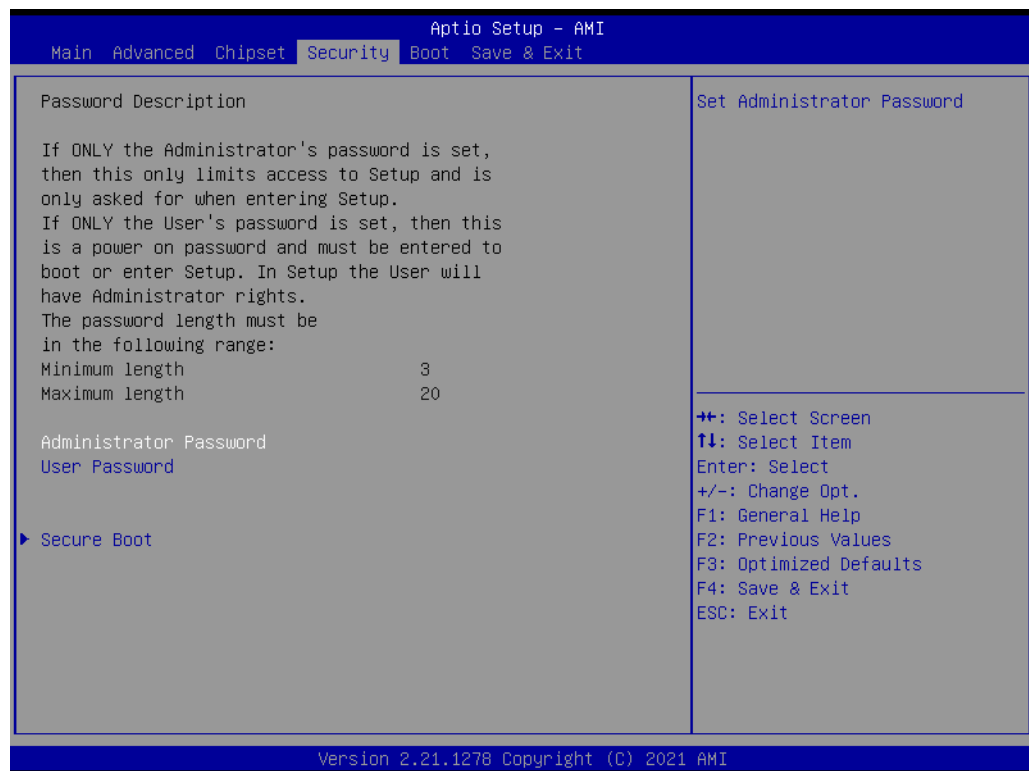 Aptio Setup – AMI
Main Advanced Chipset Security Boot Save & Exit
Password Description
If ONLY the Administrator's password is set,
then this only limits access to Setup and is
only asked for when entering Setup.
If ONLY the User's password is set, then this
is a power on password and must be entered to
boot or enter Setup. In Setup the User will
have Administrator rights.
The password length must be
in the following range:
Minimum length 3
Maximum length 20
Administrator Password
User Password
Secure Boot
Set Administrator Password
→←: Select Screen
↑↓: Select Item
Enter: Select
+/-: Change Opt.
F1: General Help
F2: Previous Values
F3: Optimized Defaults
F4: Save & Exit
ESC: Exit
Version 2.21.1278 Copyright (C) 2021 AMI